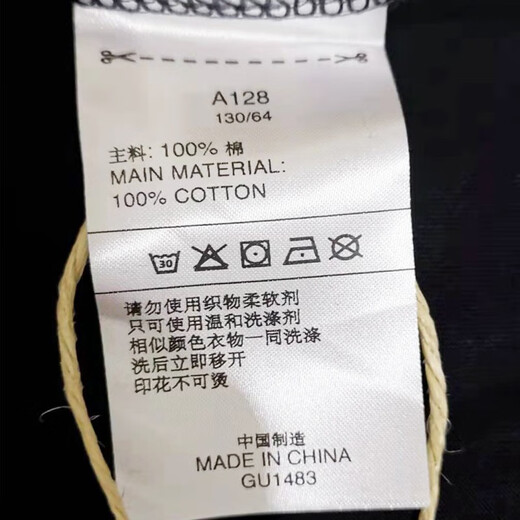 A128
130/64
主料: 100% 棉
MAIN MATERIAL:
100% COTTON
30
请勿使用织物柔软剂
只可使用温和洗涤剂
相似颜色衣物一同洗涤
洗后立即移开
印花不可烫
中国制造
MADE IN CHINA
GU1483